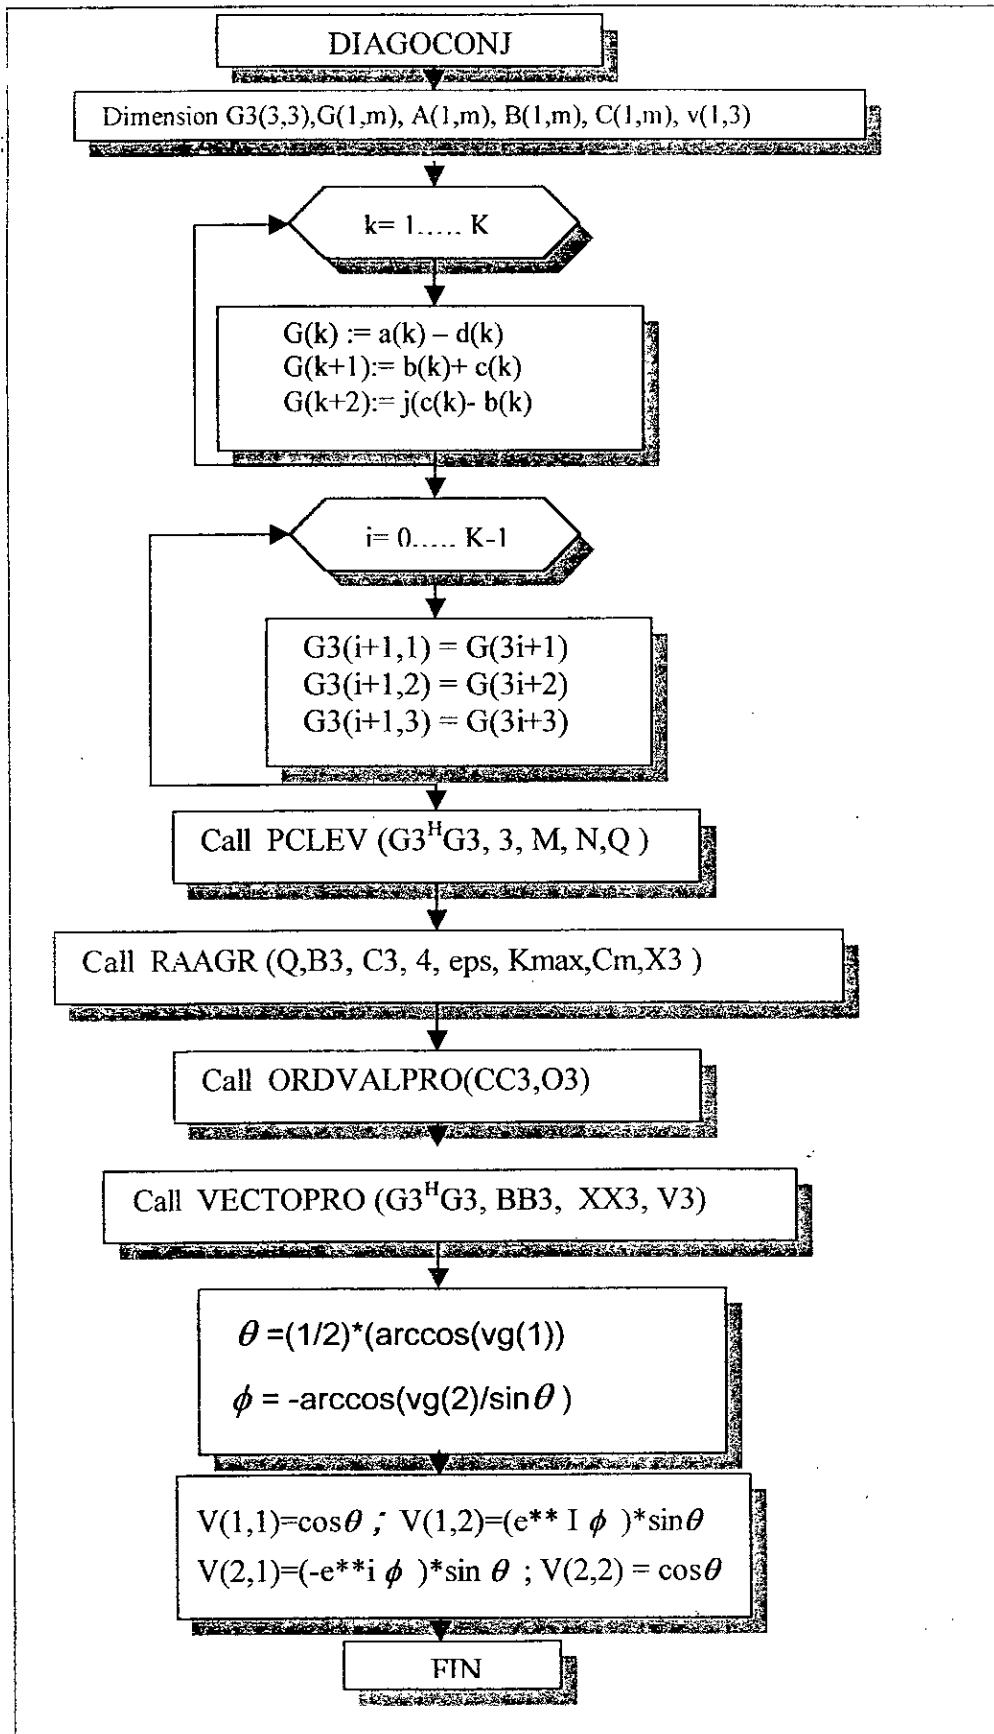 DIAGOCONJ
Dimension G3(3,3),G(1,m), A(1,m), B(1,m), C(1,m), v(1,3)
k= 1..... K
G(k) := a(k) – d(k)
G(k+1):= b(k)+ c(k)
G(k+2):= j(c(k)- b(k)
i= 0..... K-1
G3(i+1,1) = G(3i+1)
G3(i+1,2) = G(3i+2)
G3(i+1,3) = G(3i+3)
Call PCLEV (G3ᴴG3, 3, M, N,Q )
Call RAAGR (Q,B3, C3, 4, eps, Kmax,Cm,X3 )
Call ORDVALPRO(CC3,O3)
Call VECTOPRO (G3ᴴG3, BB3, XX3, V3)
θ =(1/2)*(arccos(vg(1))
ϕ = -arccos(vg(2)/sinθ )
V(1,1)=cosθ ; V(1,2)=(e** I ϕ )*sinθ
V(2,1)=(-e**i ϕ )*sin θ ; V(2,2) = cosθ
FIN